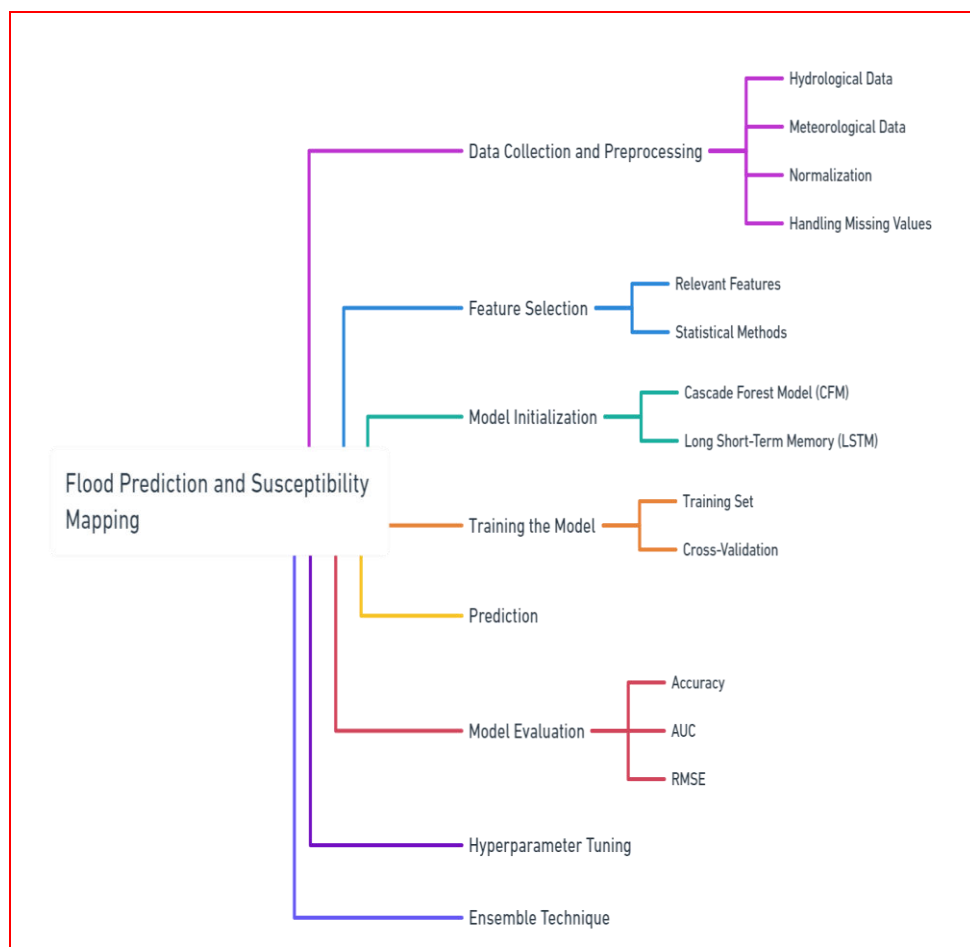 Flood Prediction and Susceptibility
Mapping
Data Collection and Preprocessing
Hydrological Data
Meteorological Data
Normalization
Handling Missing Values
Feature Selection
Relevant Features
Statistical Methods
Model Initialization
Cascade Forest Model (CFM)
Long Short-Term Memory (LSTM)
Training the Model
Training Set
Cross-Validation
Prediction
Model Evaluation
Accuracy
AUC
RMSE
Hyperparameter Tuning
Ensemble Technique